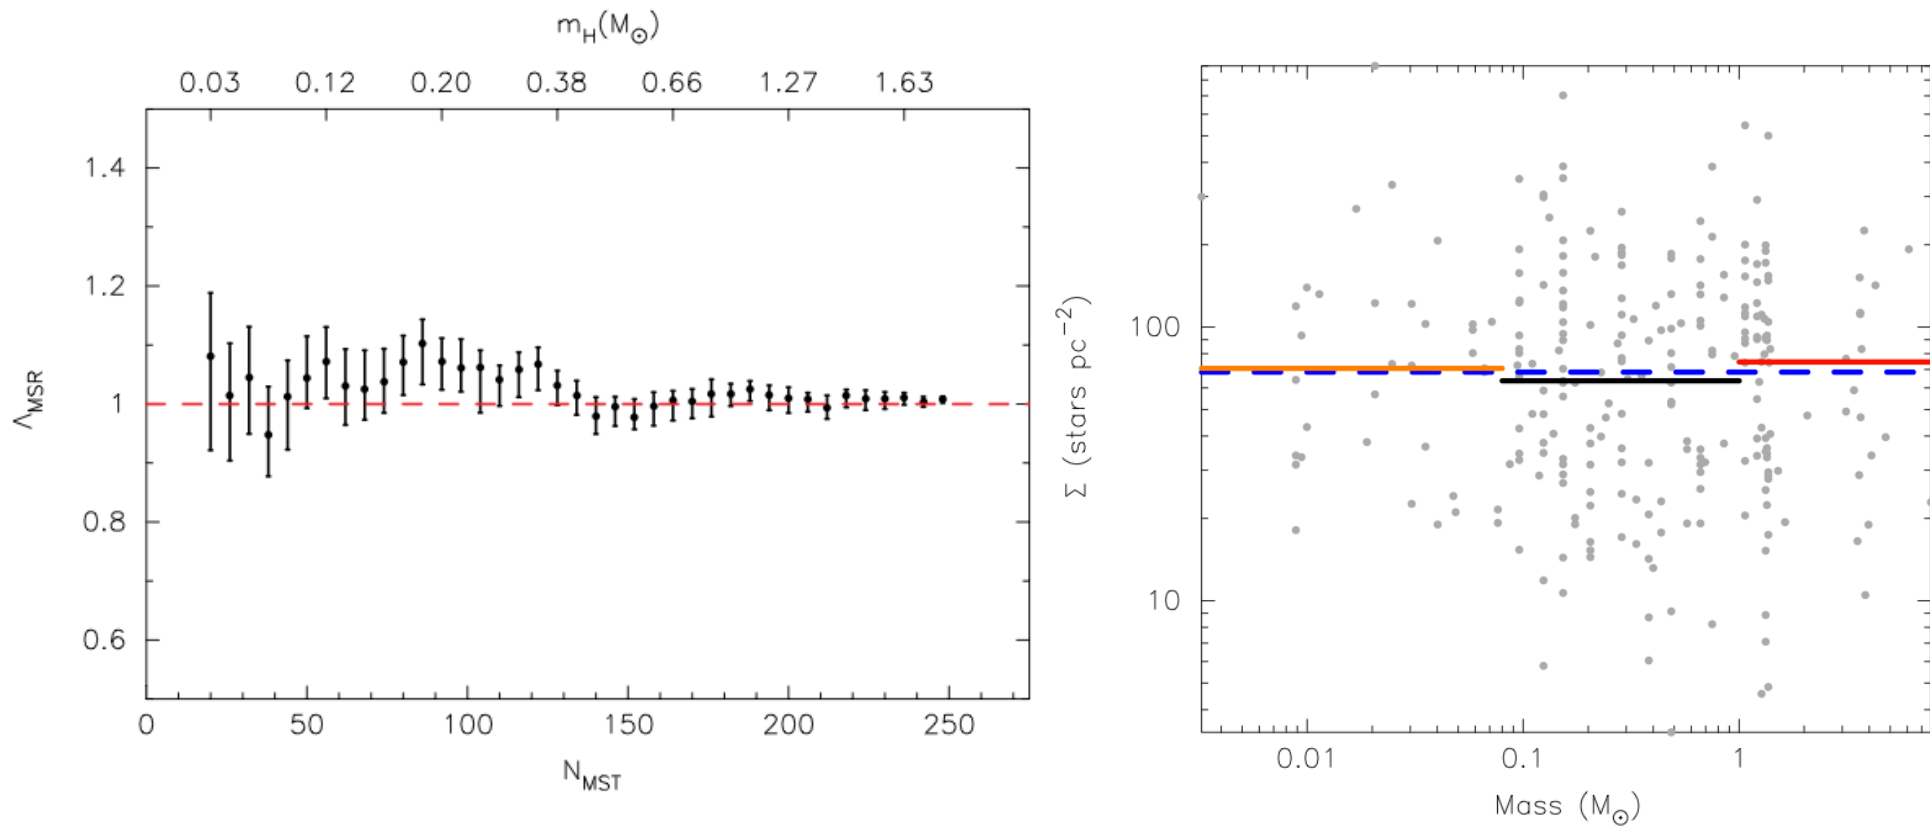 m_H(M_⊙)
0.03 0.12 0.20 0.38 0.66 1.27 1.63
1.4
1.2
1
0.8
0.6
Λ_MSR
0 50 100 150 200 250
N_MST
Σ (stars pc⁻²)
100
10
0.01 0.1 1
Mass (M_⊙)